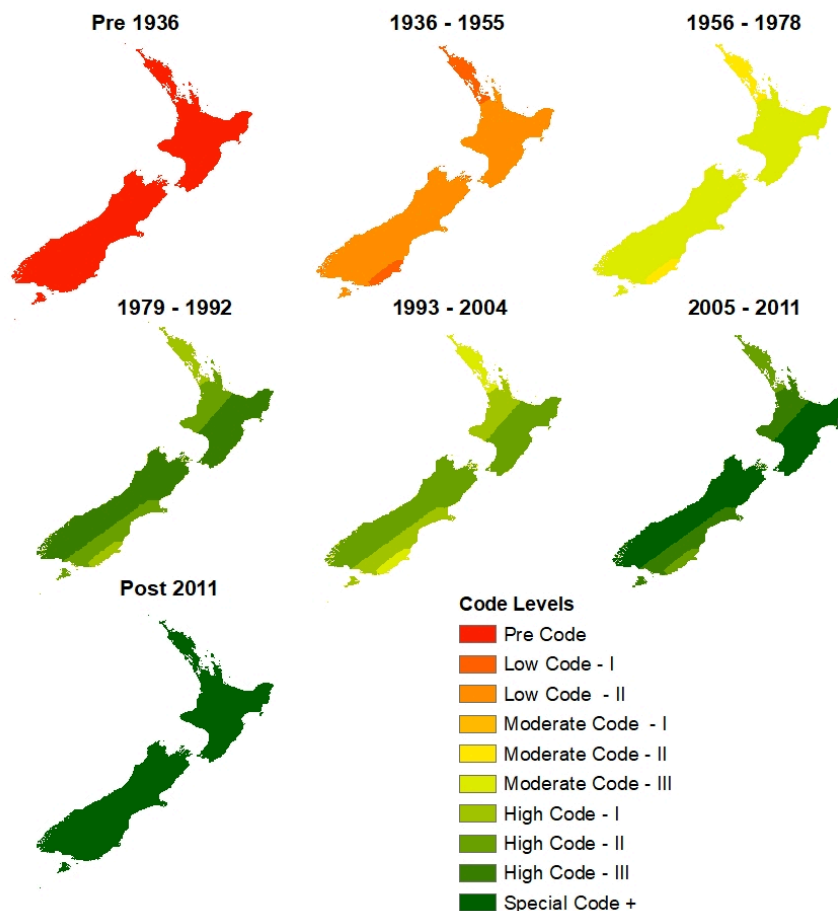 Pre 1936
1936 - 1955
1956 - 1978
1979 - 1992
1993 - 2004
2005 - 2011
Post 2011
Code Levels
Pre Code
Low Code - I
Low Code - II
Moderate Code - I
Moderate Code - II
Moderate Code - III
High Code - I
High Code - II
High Code - III
Special Code +